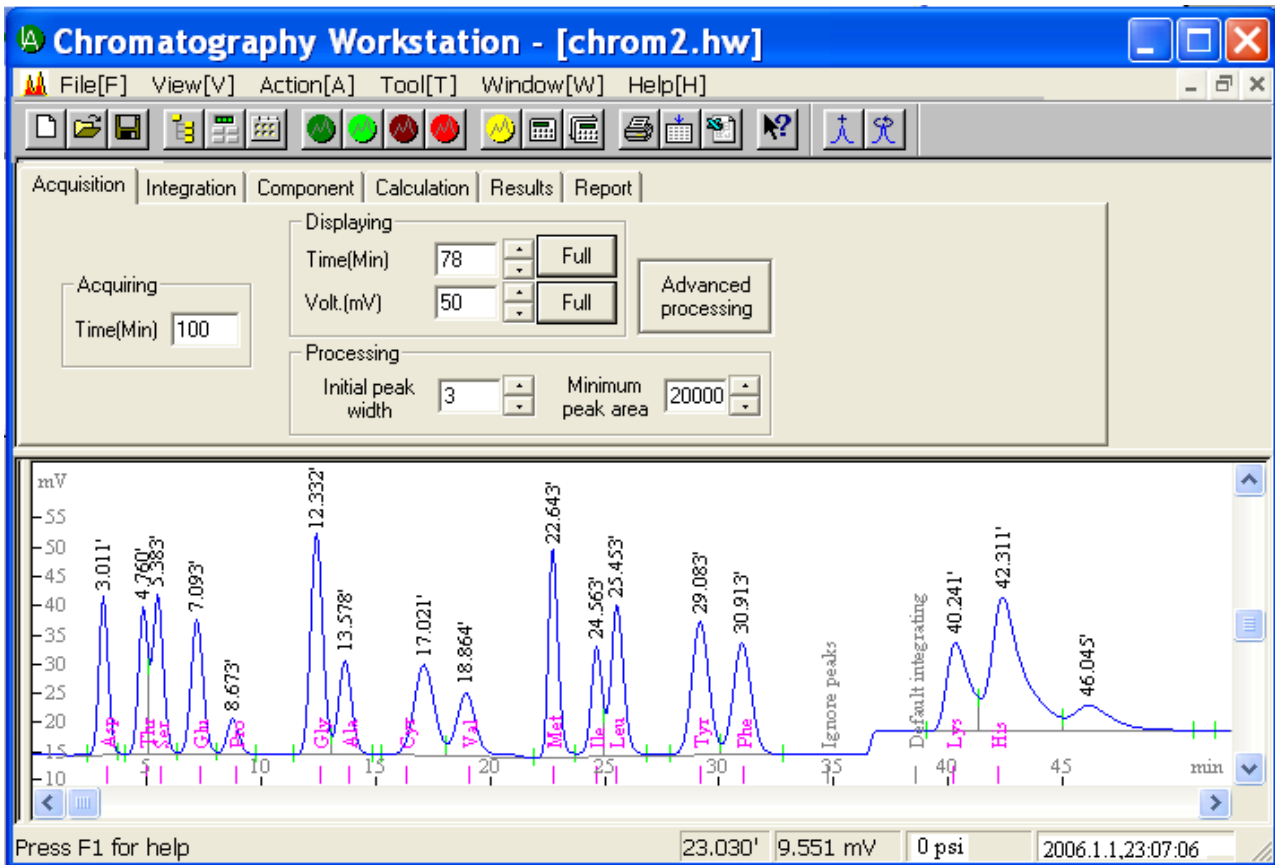 Chromatography Workstation - [chrom2.hw]
File[F] View[V] Action[A] Tool[T] Window[W] Help[H]
Acquisition Integration Component Calculation Results Report
Displaying
Time(Min) 78 Full
Volt.(mV) 50 Full
Advanced
processing
Acquiring
Time(Min) 100
Processing
Initial peak
width
3
Minimum
peak area
20000
mV
55
50
45
40
35
30
25
20
15
10
3.011'
4.760'
5.383'
7.093'
8.673'
12.332'
13.578'
17.021'
18.864'
22.643'
24.563'
25.453'
29.083'
30.913'
Ignore peaks
Default integrating
40.241'
42.311'
46.045'
Asp
Thr
Ser
Glu
Pro
Gly
Ala
Cys
Val
Met
Ile
Leu
Tyr
Phe
Lys
His
5 10 15 20 25 30 35 40 45 min
Press F1 for help 23.030' 9.551 mV 0 psi 2006.1.1,23:07:06